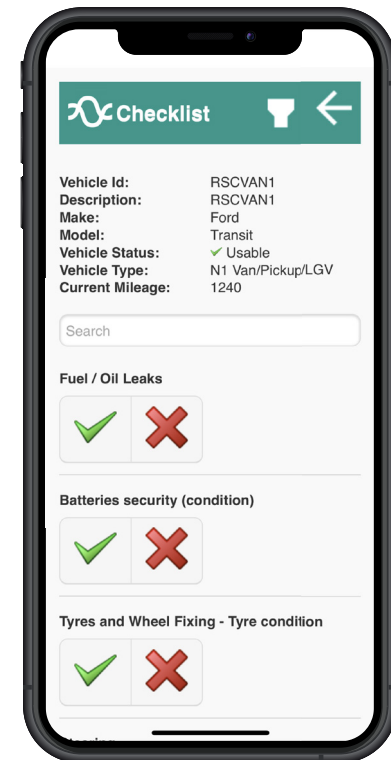 Checklist
Vehicle Id: RSCVAN1
Description: RSCVAN1
Make: Ford
Model: Transit
Vehicle Status: Usable
Vehicle Type: N1 Van/Pickup/LGV
Current Mileage: 1240
Search
Fuel / Oil Leaks
Batteries security (condition)
Tyres and Wheel Fixing - Tyre condition